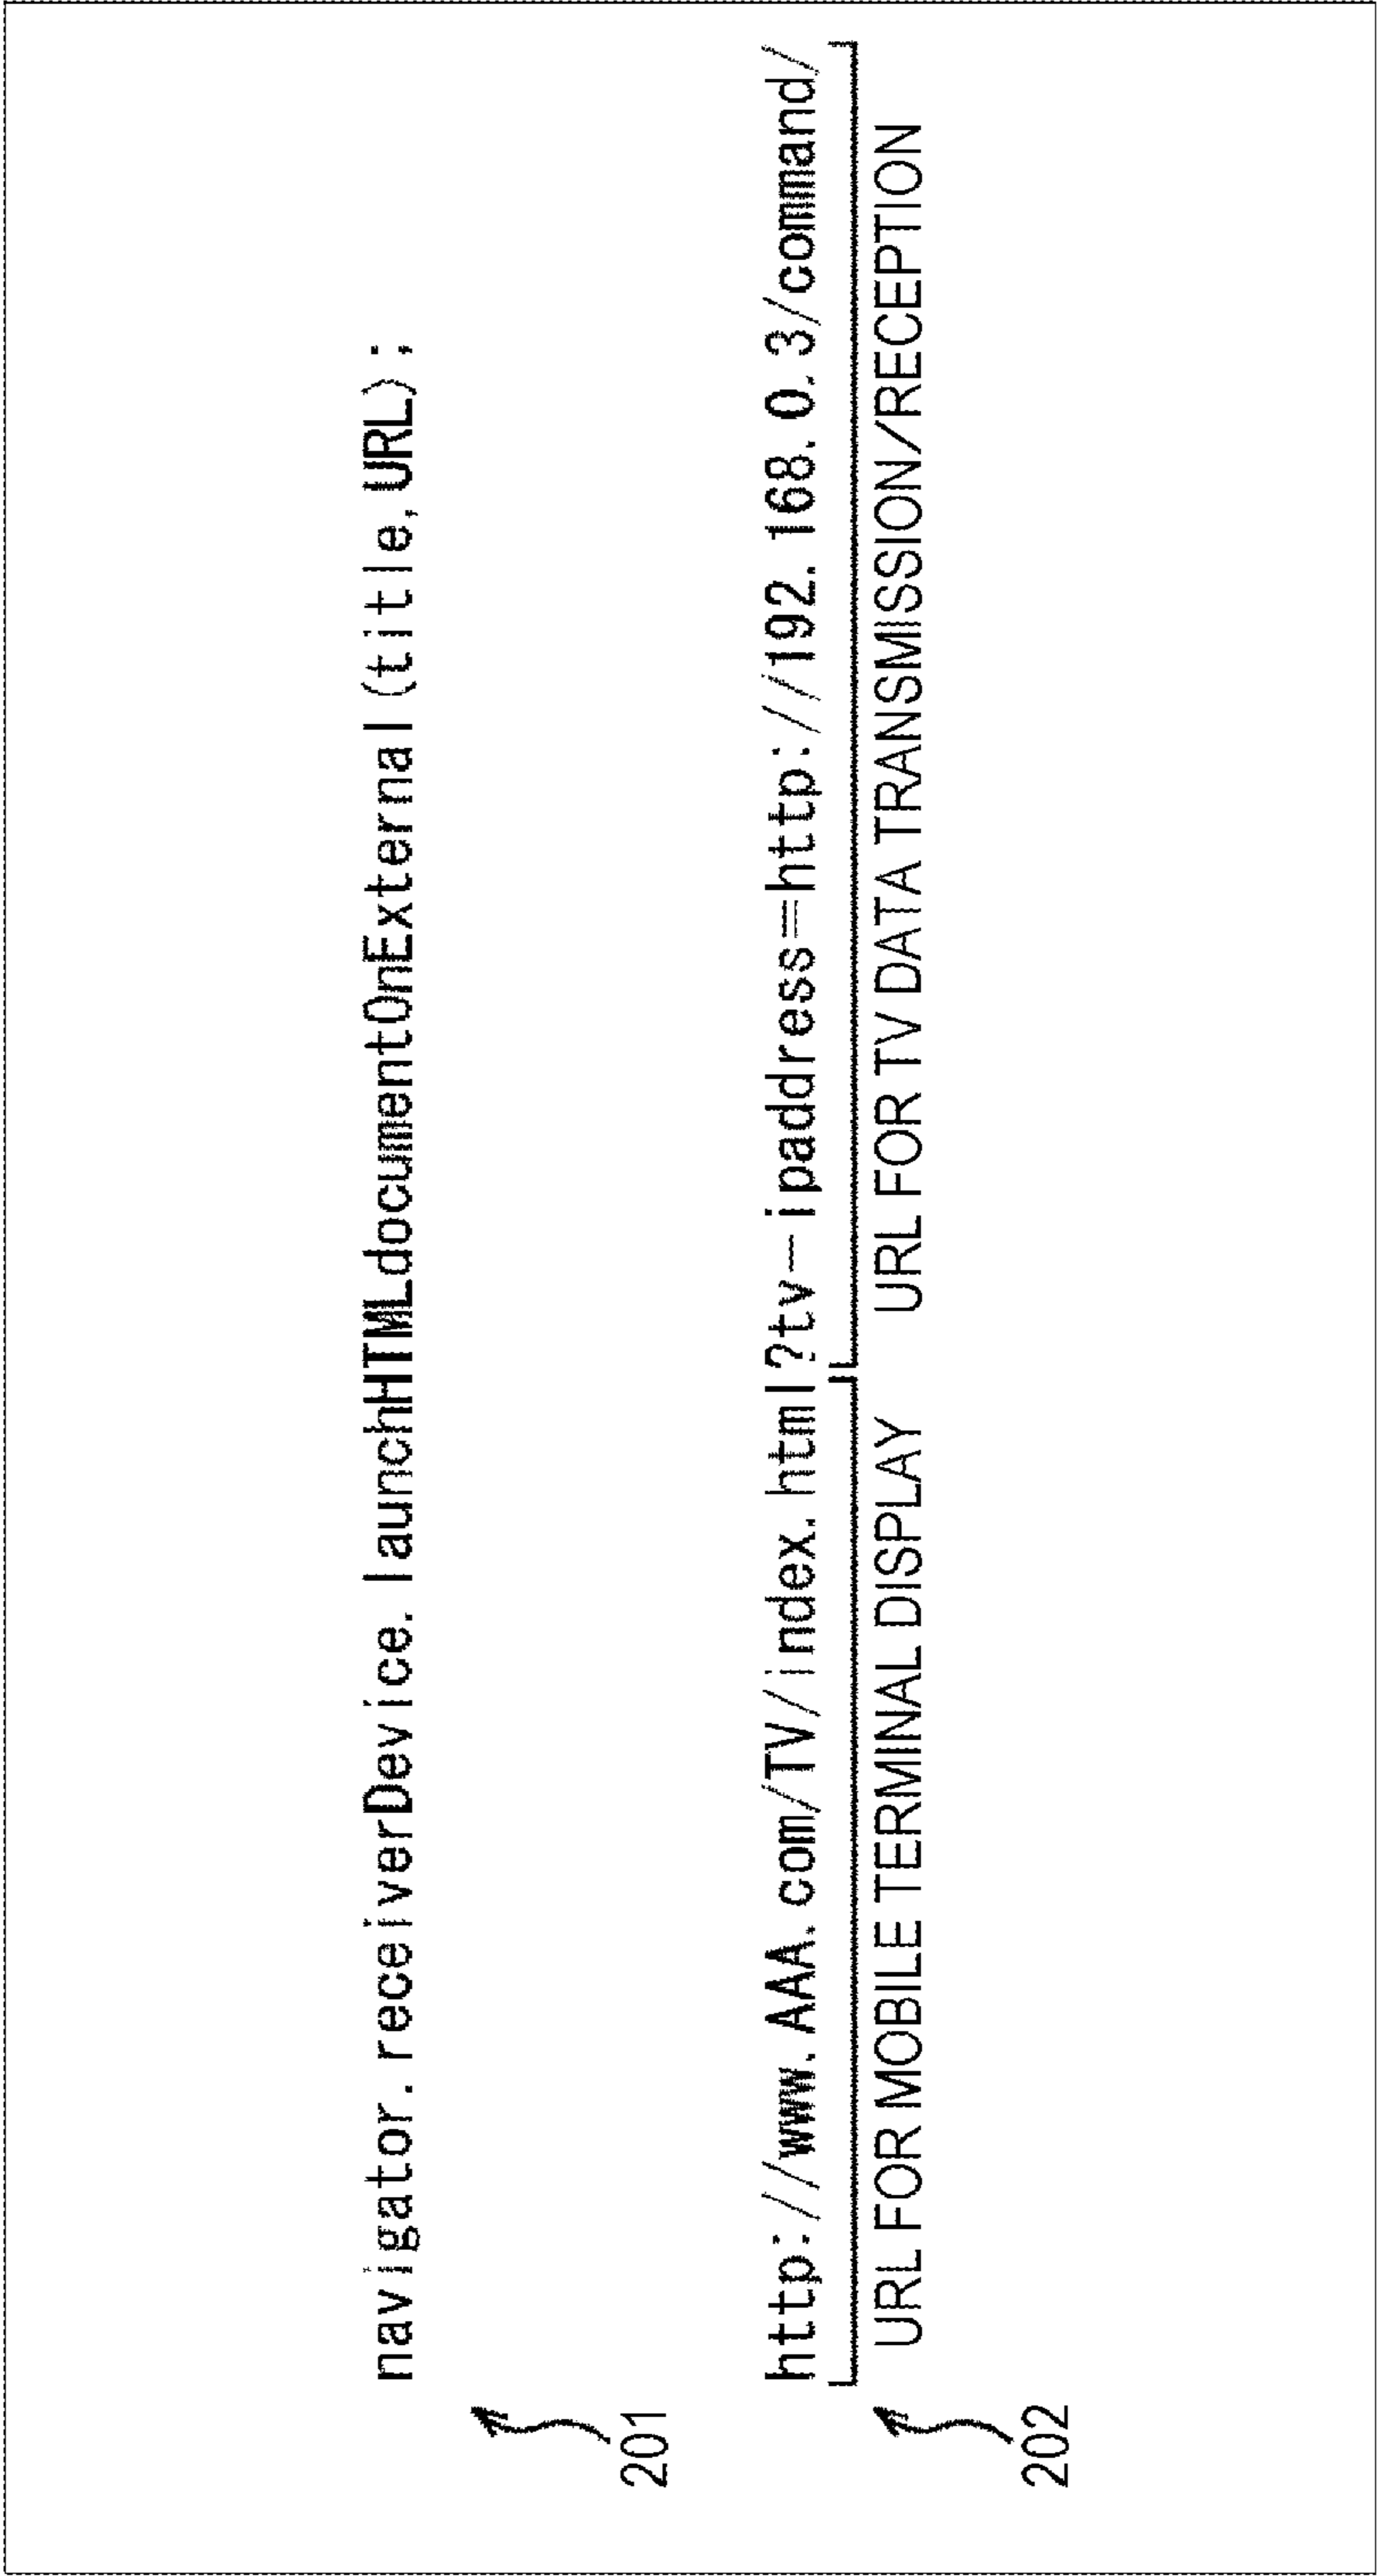 navigator.receiverDevice.launchHTMLdocumentOnExternal(title,URL);
201
http://www.AAA.com/TV/index.html?tv-ipaddress=http://192.168.0.3/command/
URL FOR MOBILE TERMINAL DISPLAY URL FOR TV DATA TRANSMISSION/RECEPTION
202